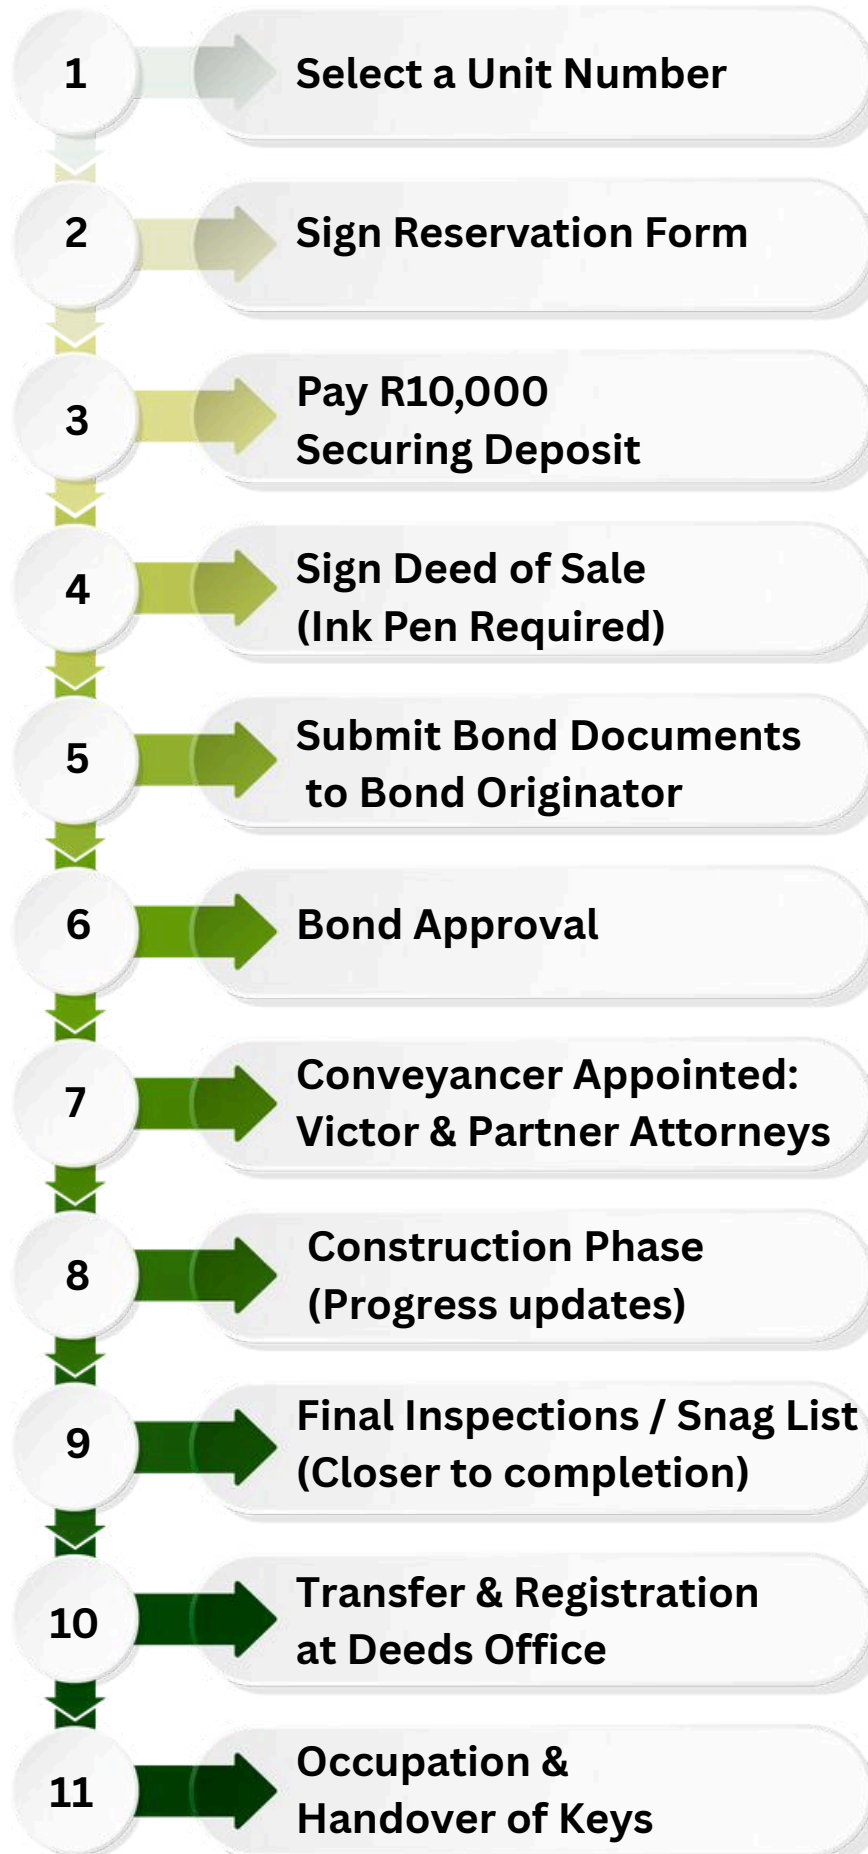 1
Select a Unit Number
2
Sign Reservation Form
3
Pay R10,000
Securing Deposit
4
Sign Deed of Sale
(Ink Pen Required)
5
Submit Bond Documents
to Bond Originator
6
Bond Approval
7
Conveyancer Appointed:
Victor & Partner Attorneys
8
Construction Phase
(Progress updates)
9
Final Inspections / Snag List
(Closer to completion)
10
Transfer & Registration
at Deeds Office
11
Occupation &
Handover of Keys